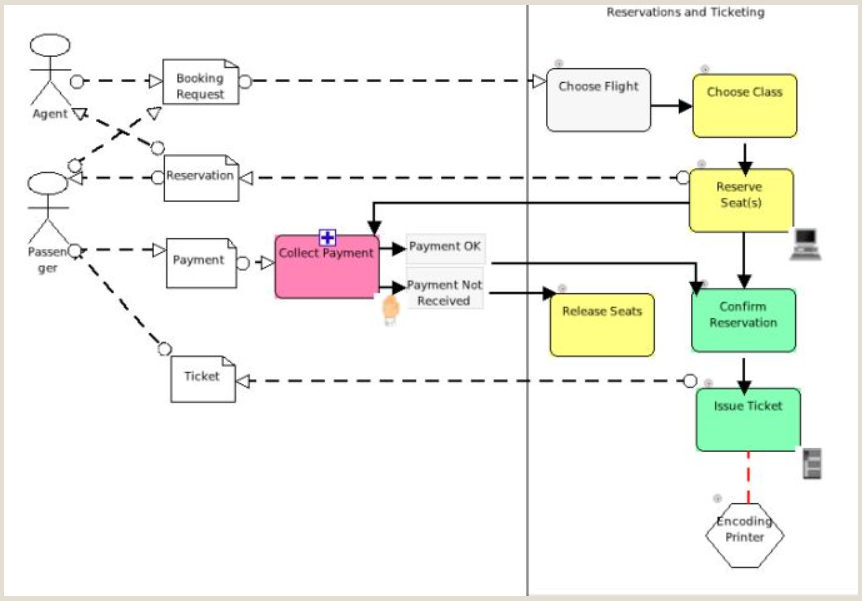 Reservations and Ticketing
Agent
Booking
Request
Choose Flight
Choose Class
Reservation
Reserve
Seat(s)
Passen
ger
Payment
Collect Payment
Payment OK
Payment Not
Received
Release Seats
Confirm
Reservation
Ticket
Issue Ticket
Encoding
Printer